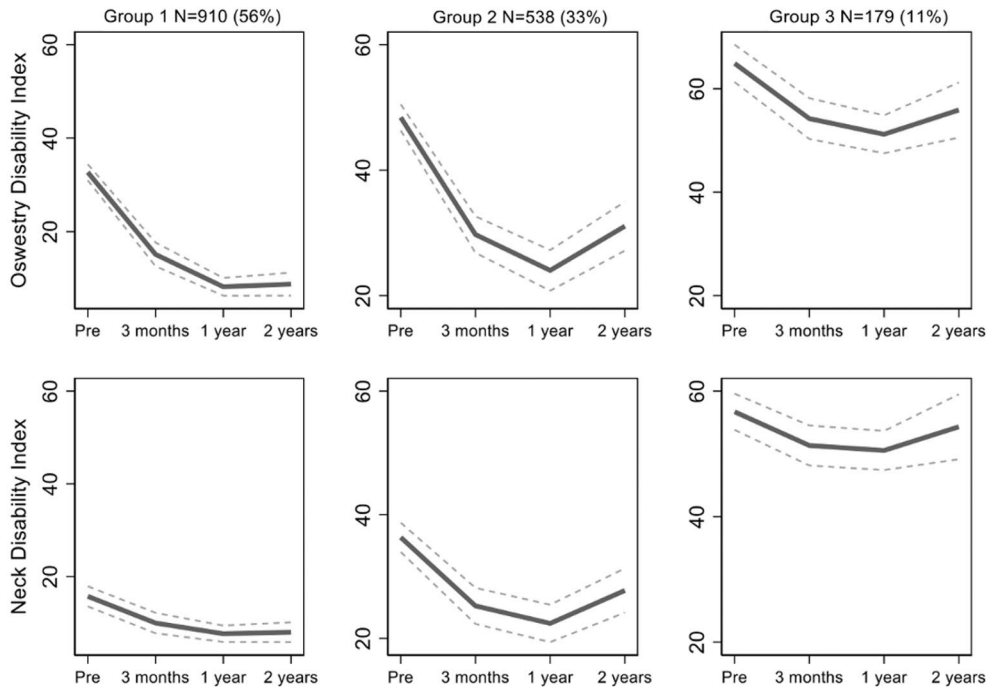 Group 1 N=910 (56%)
Group 2 N=538 (33%)
Group 3 N=179 (11%)
Oswestry Disability Index
60
40
20
Pre 3 months 1 year 2 years
60
40
20
Pre 3 months 1 year 2 years
60
40
20
Pre 3 months 1 year 2 years
Neck Disability Index
60
40
20
Pre 3 months 1 year 2 years
60
40
20
Pre 3 months 1 year 2 years
60
40
20
Pre 3 months 1 year 2 years